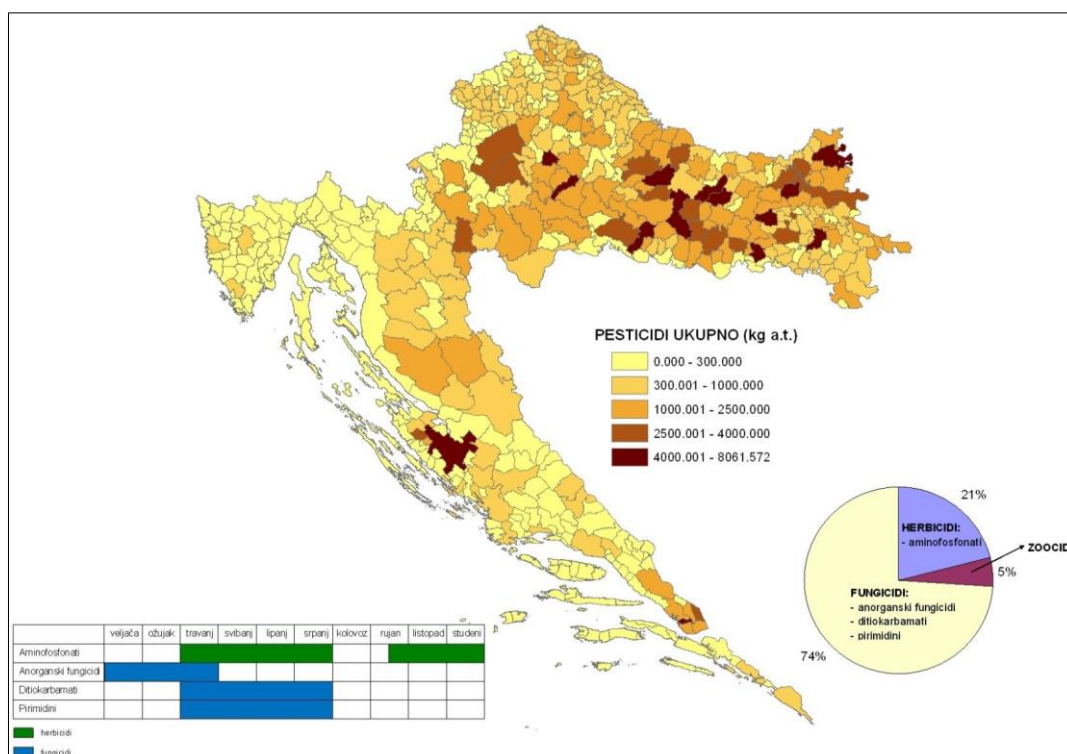 PESTICIDI UKUPNO (kg a.t.)
0.000 - 300.000
300.001 - 1000.000
1000.001 - 2500.000
2500.001 - 4000.000
4000.001 - 8061.572
21%
HERBICIDI:
- aminofosfonati
ZOOCID
5%
FUNGICIDI:
- anorganski fungicidi
- ditiokarbamati
- pirimidini
74%
veljača ožujak travanj svibanj lipanj srpanj kolovoz rujan listopad studeni
Aminofosfonati
Anorganski fungicidi
Ditiokarbamati
Pirimidini
herbicidi
fungicidi